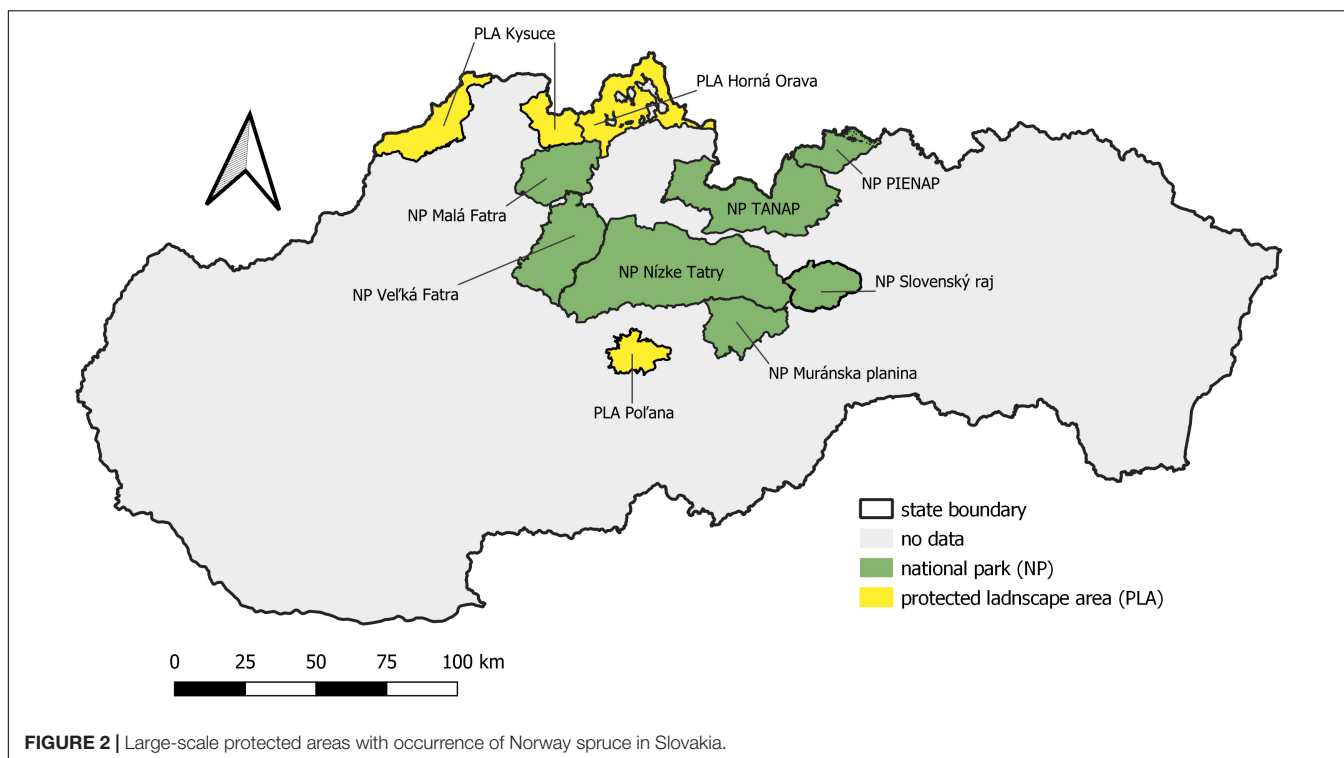 PLA Kysuce
PLA Horná Orava
NP PIENAP
NP Malá Fatra
NP TANAP
NP Nízke Tatry
NP Slovenský raj
NP Veľká Fatra
NP Muránska planina
PLA Poľana
state boundary
no data
national park (NP)
protected ladnscape area (PLA)
0 25 50 75 100 km
FIGURE 2 | Large-scale protected areas with occurrence of Norway spruce in Slovakia.